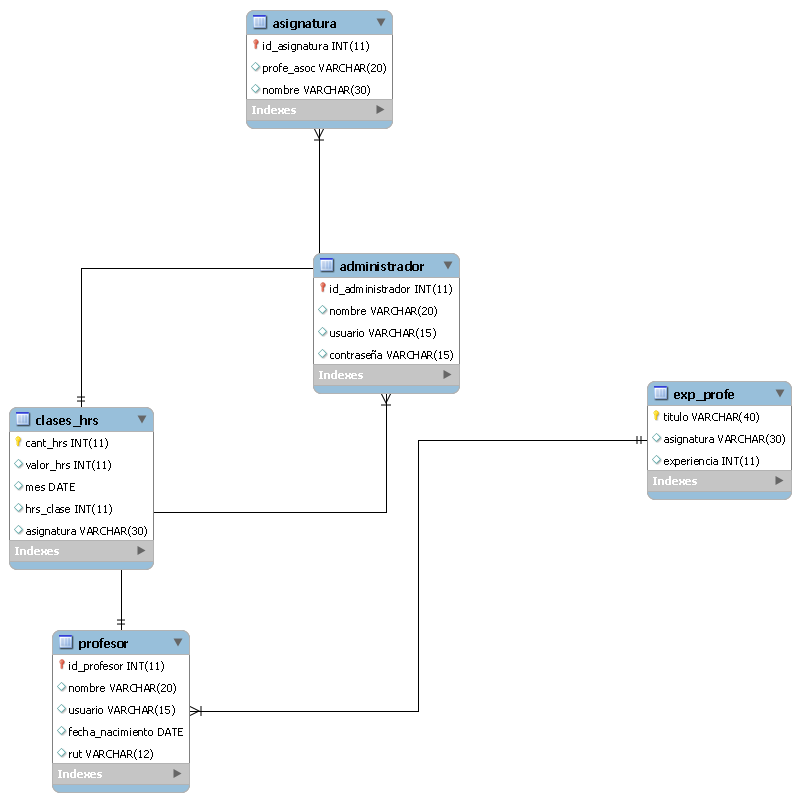 asignatura
id_asignatura INT(11)
profe_asoc VARCHAR(20)
nombre VARCHAR(30)
Indexes
administrador
id_administrador INT(11)
nombre VARCHAR(20)
usuario VARCHAR(15)
contraseña VARCHAR(15)
Indexes
exp_profe
titulo VARCHAR(40)
asignatura VARCHAR(30)
experiencia INT(11)
Indexes
clases_hrs
cant_hrs INT(11)
valor_hrs INT(11)
mes DATE
hrs_clase INT(11)
asignatura VARCHAR(30)
Indexes
profesor
id_profesor INT(11)
nombre VARCHAR(20)
usuario VARCHAR(15)
fecha_nacimiento DATE
rut VARCHAR(12)
Indexes